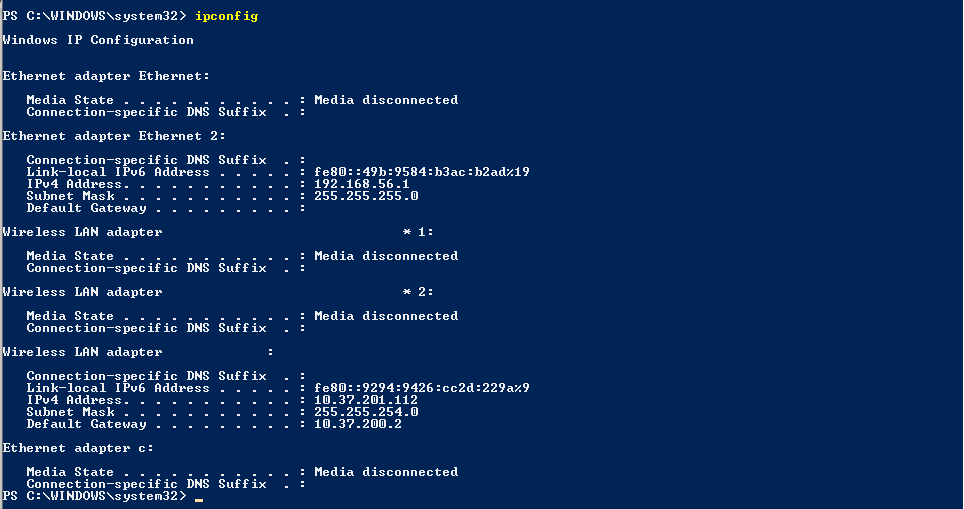 PS C:\WINDOWS\system32> ipconfig
Windows IP Configuration
Ethernet adapter Ethernet:
Media State . . . . . . . . . . . : Media disconnected
Connection-specific DNS Suffix . :
Ethernet adapter Ethernet 2:
Connection-specific DNS Suffix . :
Link-local IPv6 Address . . . . . : fe80::49b:9584:b3ac:b2ad%19
IPv4 Address. . . . . . . . . . . : 192.168.56.1
Subnet Mask . . . . . . . . . . . : 255.255.255.0
Default Gateway . . . . . . . . . :
Wireless LAN adapter * 1:
Media State . . . . . . . . . . . : Media disconnected
Connection-specific DNS Suffix . :
Wireless LAN adapter * 2:
Media State . . . . . . . . . . . : Media disconnected
Connection-specific DNS Suffix . :
Wireless LAN adapter :
Connection-specific DNS Suffix . :
Link-local IPv6 Address . . . . . : fe80::9294:9426:cc2d:229a%9
IPv4 Address. . . . . . . . . . . : 10.37.201.112
Subnet Mask . . . . . . . . . . . : 255.255.254.0
Default Gateway . . . . . . . . . : 10.37.200.2
Ethernet adapter c:
Media State . . . . . . . . . . . : Media disconnected
Connection-specific DNS Suffix . :
PS C:\WINDOWS\system32> _